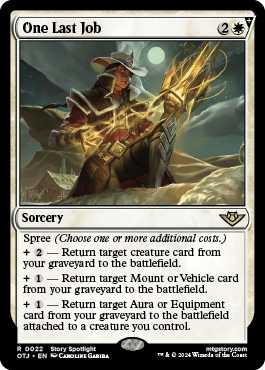 One Last Job 2
Sorcery
Spree (Choose one or more additional costs.)
+ 2 — Return target creature card from
your graveyard to the battlefield.
+ 1 — Return target Mount or Vehicle card
from your graveyard to the battlefield.
+ 1 — Return target Aura or Equipment
card from your graveyard to the battlefield
attached to a creature you control.
R 0022 Story Spotlight mtgstory.com
OTJ • EN Caroline Gariba ™ & © 2024 Wizards of the Coast